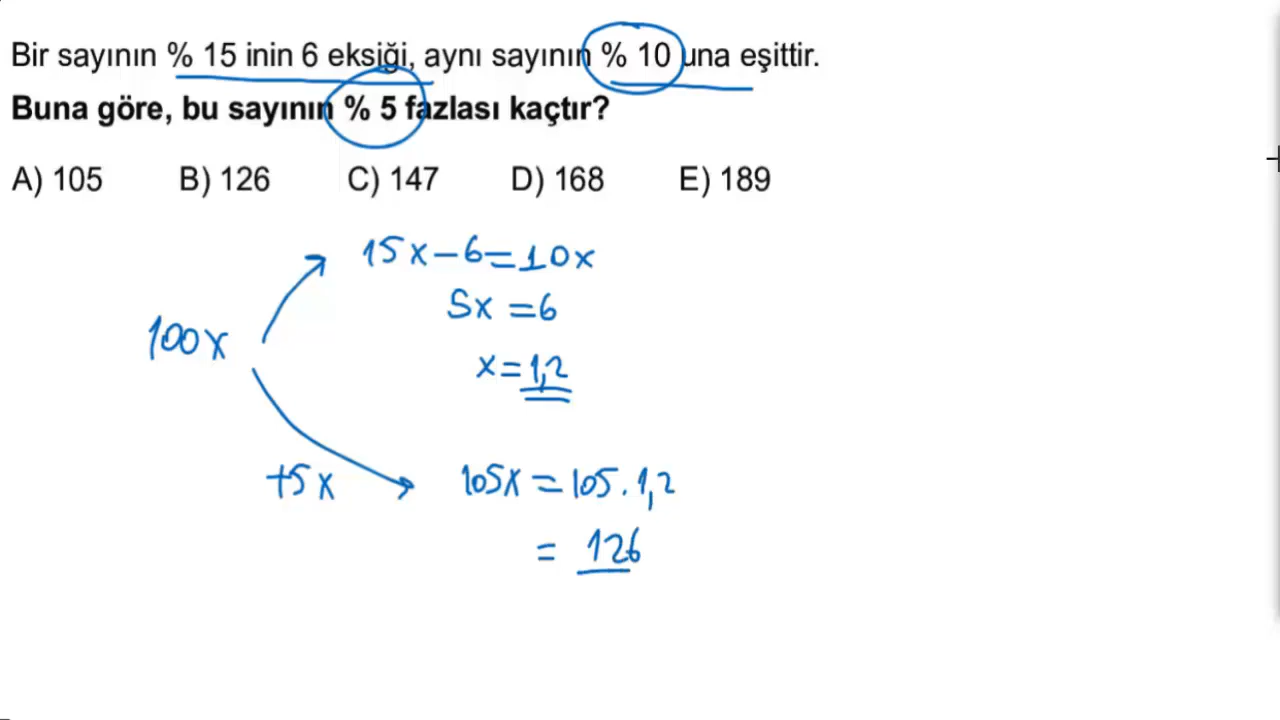 Bir sayının % 15 inin 6 eksiği, aynı sayının % 10 una eşittir.
Buna göre, bu sayının % 5 fazlası kaçtır?
A) 105 B) 126 C) 147 D) 168 E) 189
15x-6=10x
5x=6
100x
x=1,2
+5x
105x=105.1,2
=126